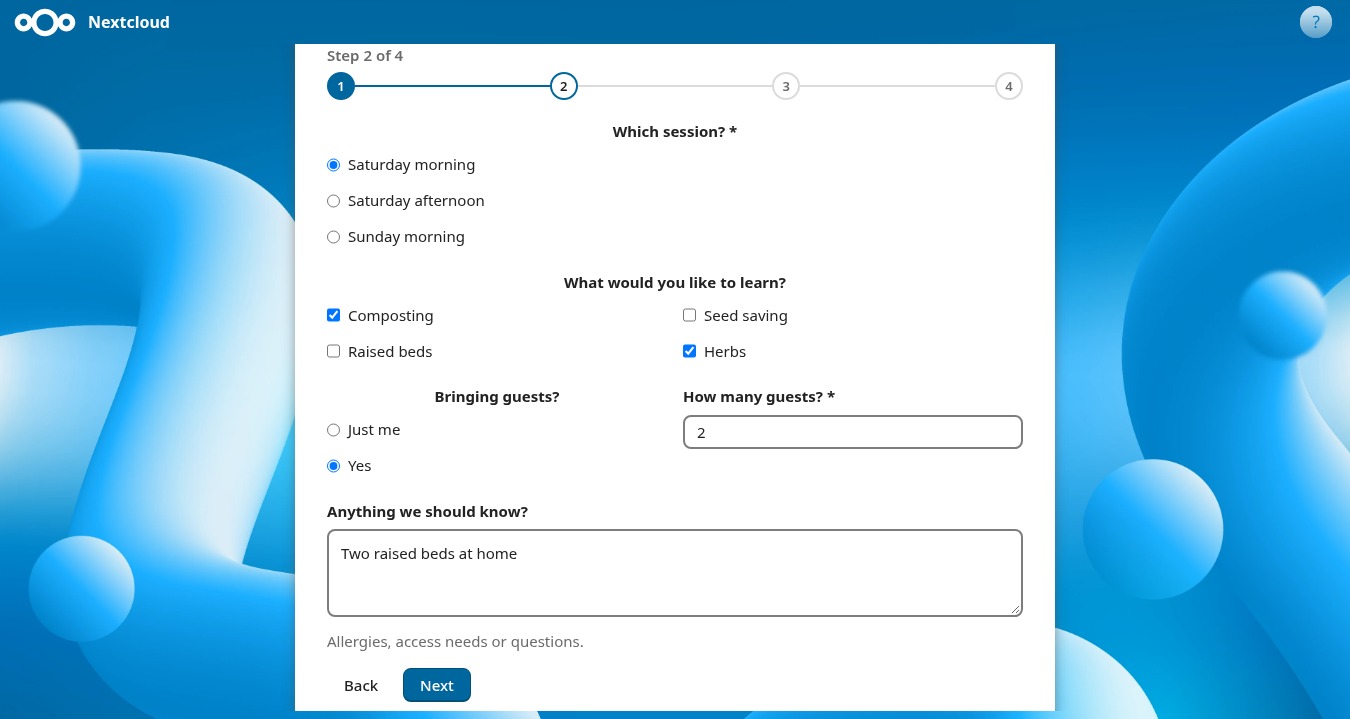 Nextcloud
?
Step 2 of 4
1 2 3 4
Which session? *
Saturday morning
Saturday afternoon
Sunday morning
What would you like to learn?
Composting
Seed saving
Raised beds
Herbs
Bringing guests?
Just me
Yes
How many guests? *
2
Anything we should know?
Two raised beds at home
Allergies, access needs or questions.
Back
Next